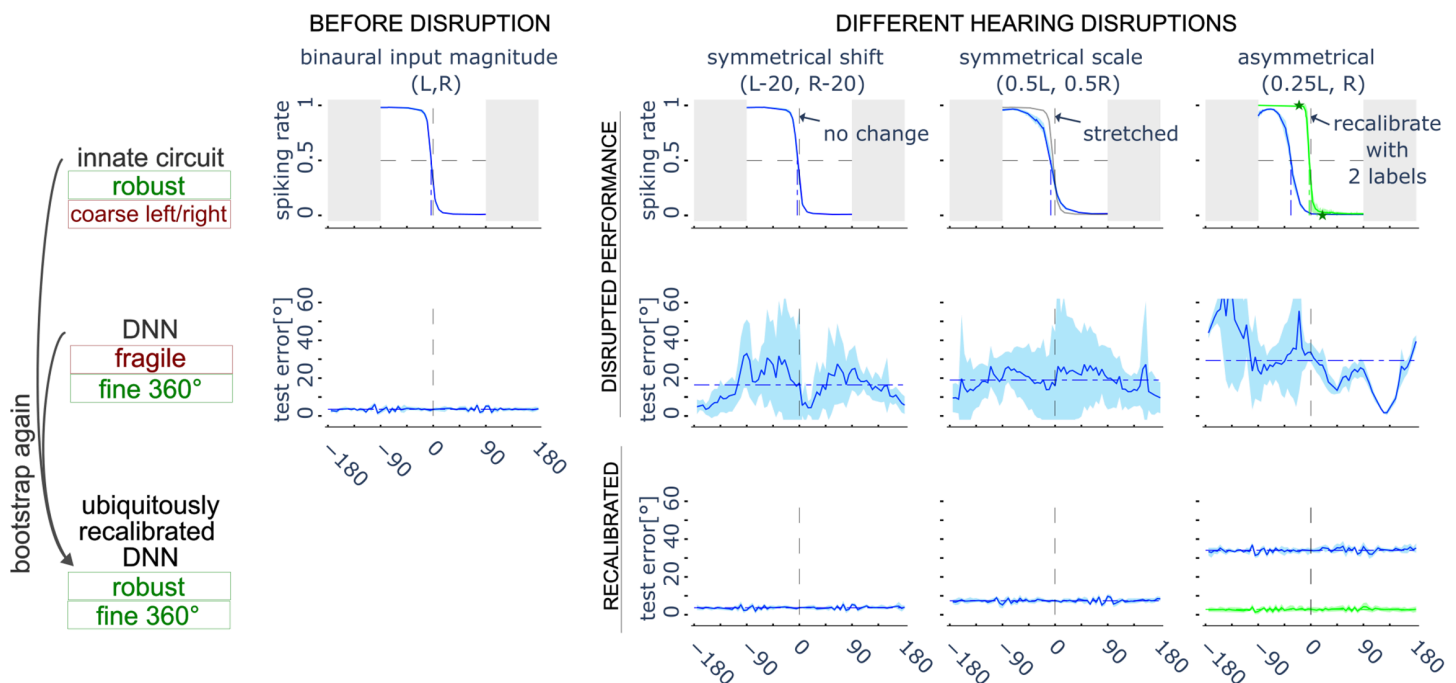 BEFORE DISRUPTION
DIFFERENT HEARING DISRUPTIONS
binaural input magnitude
(L,R)
symmetrical shift
(L-20, R-20)
symmetrical scale
(0.5L, 0.5R)
asymmetrical
(0.25L, R)
innate circuit
robust
coarse left/right
spiking rate
0 0.5 1
DISRUPTED PERFORMANCE
spiking rate
0 0.5 1
no change
stretched
recalibrate
with
2 labels
DNN
fragile
fine 360°
test error[°]
0 20 40 60
−180 −90 0 90 180
test error[°]
0 20 40 60
bootstrap again
ubiquitously
recalibrated
DNN
robust
fine 360°
RECALIBRATED
test error[°]
0 20 40 60
−180 −90 0 90 180
−180 −90 0 90 180
−180 −90 0 90 180